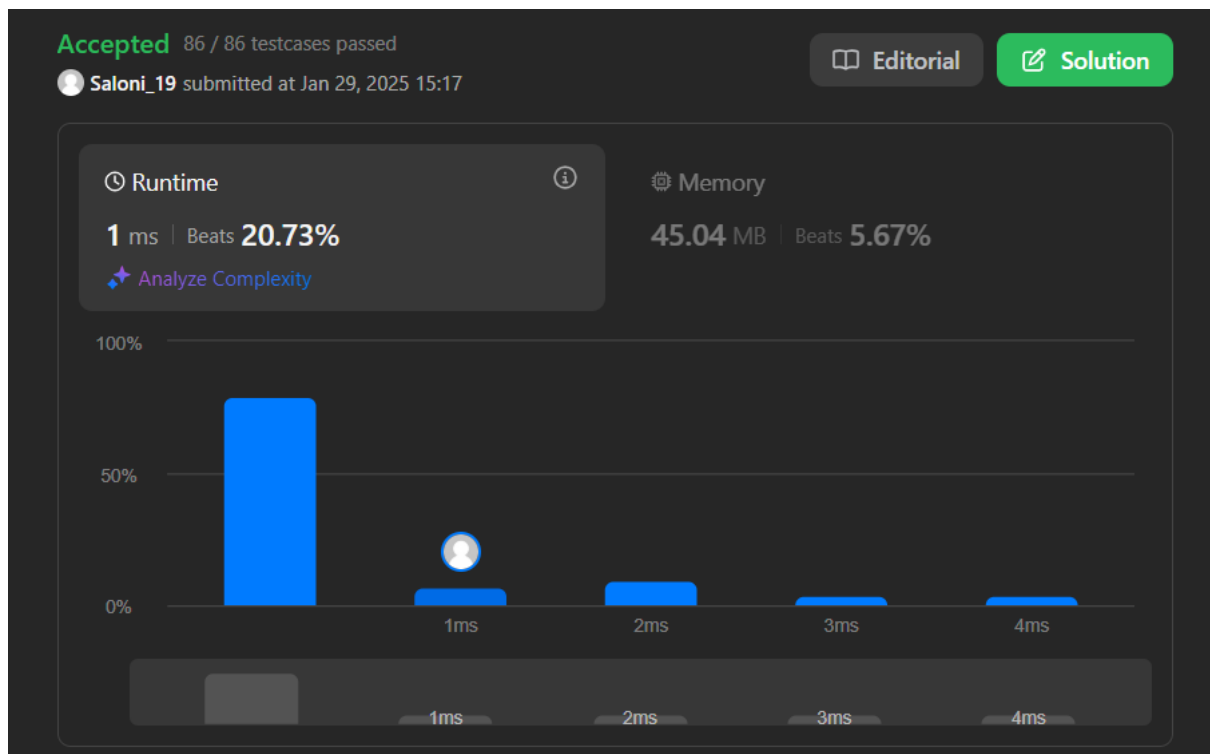 Accepted 86 / 86 testcases passed
Editorial
Solution
Saloni_19 submitted at Jan 29, 2025 15:17
Runtime
1 ms | Beats 20.73%
Analyze Complexity
Memory
45.04 MB | Beats 5.67%
100%
50%
0%
1ms 2ms 3ms 4ms
1ms 2ms 3ms 4ms